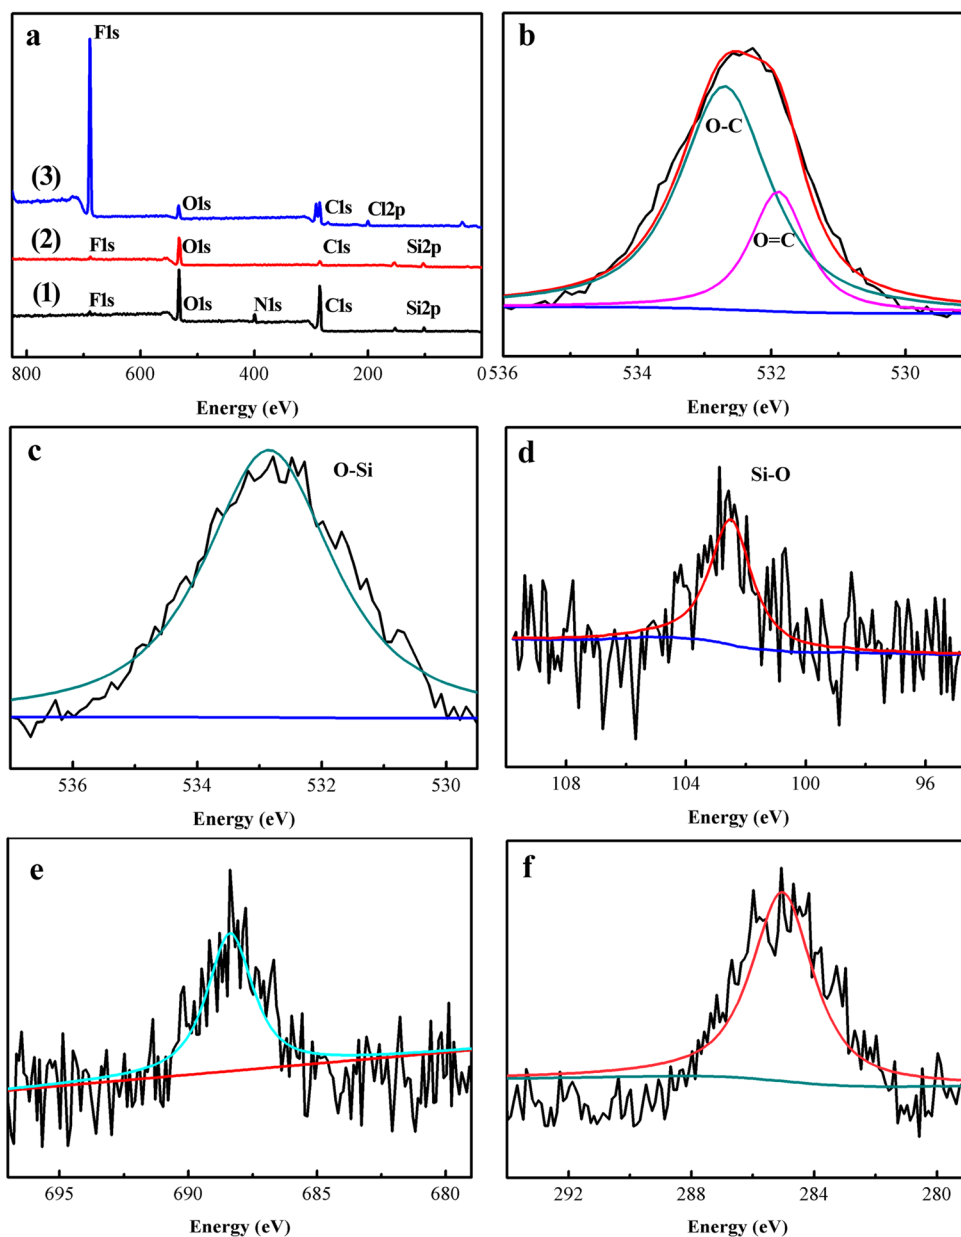 a
F1s
(3)
O1s
C1s
Cl2p
(2)
F1s
O1s
C1s
Si2p
(1)
F1s
O1s
N1s
C1s
Si2p
800 600 400 200 0
Energy (eV)
b
O-C
O=C
536 534 532 530
Energy (eV)
c
O-Si
536 534 532 530
Energy (eV)
d
Si-O
108 104 100 96
Energy (eV)
e
695 690 685 680
Energy (eV)
f
292 288 284 280
Energy (eV)